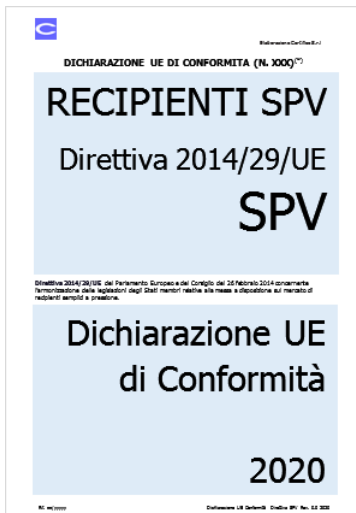 C
Elaborazione Certifico S.r.l
DICHIARAZIONE UE DI CONFORMITA (N. XXX)(*)
RECIPIENTI SPV
Direttiva 2014/29/UE
SPV
Direttiva 2014/29/UE del Parlamento Europeo e del Consiglio del 26 febbraio 2014 concernente
l'armonizzazione delle legislazioni degli Stati membri relative alla messa a disposizione sul mercato di
recipienti semplici a pressione.
Dichiarazione UE
di Conformità
2020
Dichiarazione UE Conformità Direttiva SPV Rev. 0.0 2020